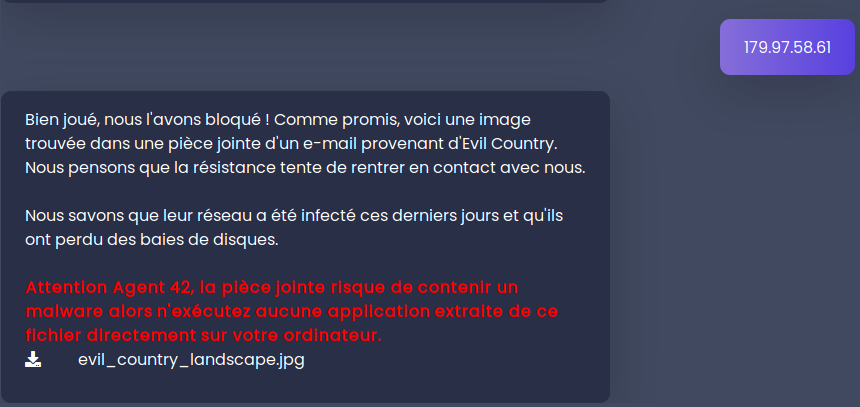 179.97.58.61
Bien joué, nous l'avons bloqué ! Comme promis, voici une image
trouvée dans une pièce jointe d'un e-mail provenant d'Evil Country.
Nous pensons que la résistance tente de rentrer en contact avec nous.
Nous savons que leur réseau a été infecté ces derniers jours et qu'ils
ont perdu des baies de disques.
Attention Agent 42, la pièce jointe risque de contenir un
malware alors n'exécutez aucune application extraite de ce
fichier directement sur votre ordinateur.
evil_country_landscape.jpg